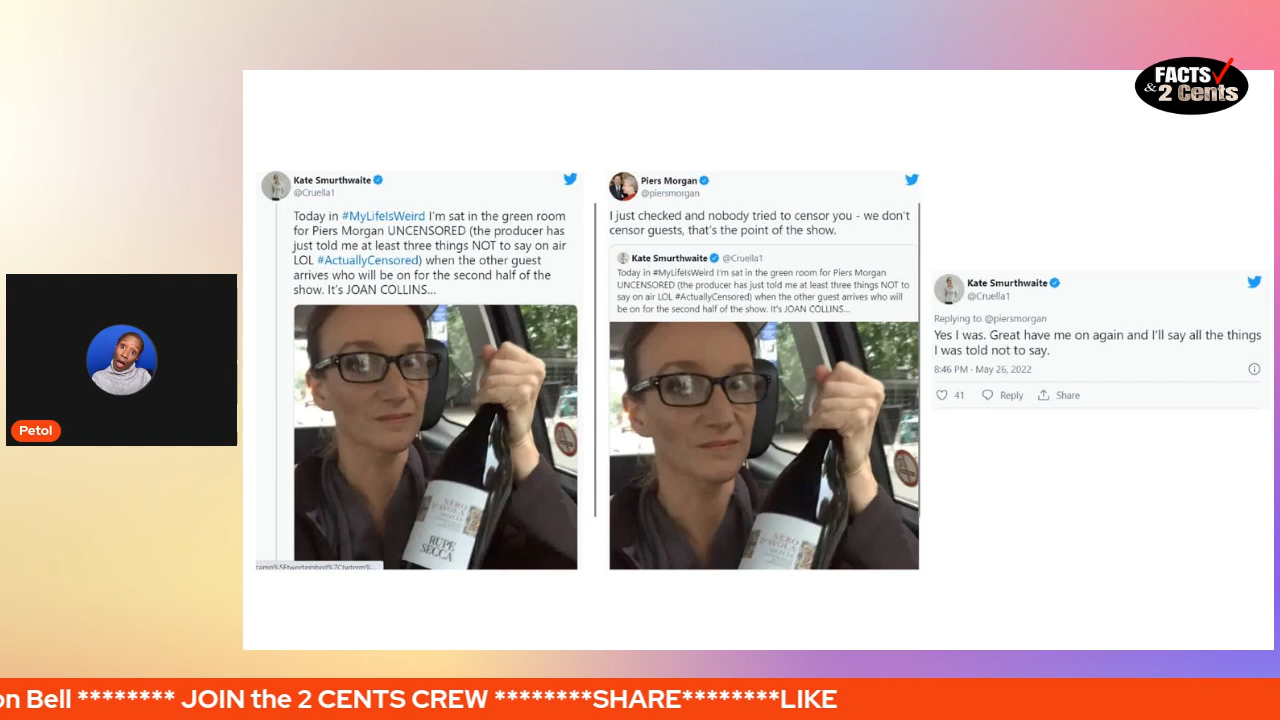 FACTS
& 2 Cents
Kate Smurthwaite
@Cruella1
Today in #MyLifeIsWeird I'm sat in the green room
for Piers Morgan UNCENSORED (the producer has
just told me at least three things NOT to say on air
LOL #ActuallyCensored) when the other guest
arrives who will be on for the second half of the
show. It's JOAN COLLINS...
NERO
D'AVOLA
RUPE
SECCA
Piers Morgan
@piersmorgan
I just checked and nobody tried to censor you - we don't
censor guests, that's the point of the show.
Kate Smurthwaite @Cruella1
Today in #MyLifeIsWeird I'm sat in the green room for Piers Morgan
UNCENSORED (the producer has just told me at least three things NOT to
say on air LOL #ActuallyCensored) when the other guest arrives who will
be on for the second half of the show. It's JOAN COLLINS...
NERO
D'AVOLA
Kate Smurthwaite
@Cruella1
Replying to @piersmorgan
Yes I was. Great have me on again and I'll say all the things
I was told not to say.
8:46 PM · May 26, 2022
41 Reply Share
Petol
on Bell ******** JOIN the 2 CENTS CREW ********SHARE********LIKE